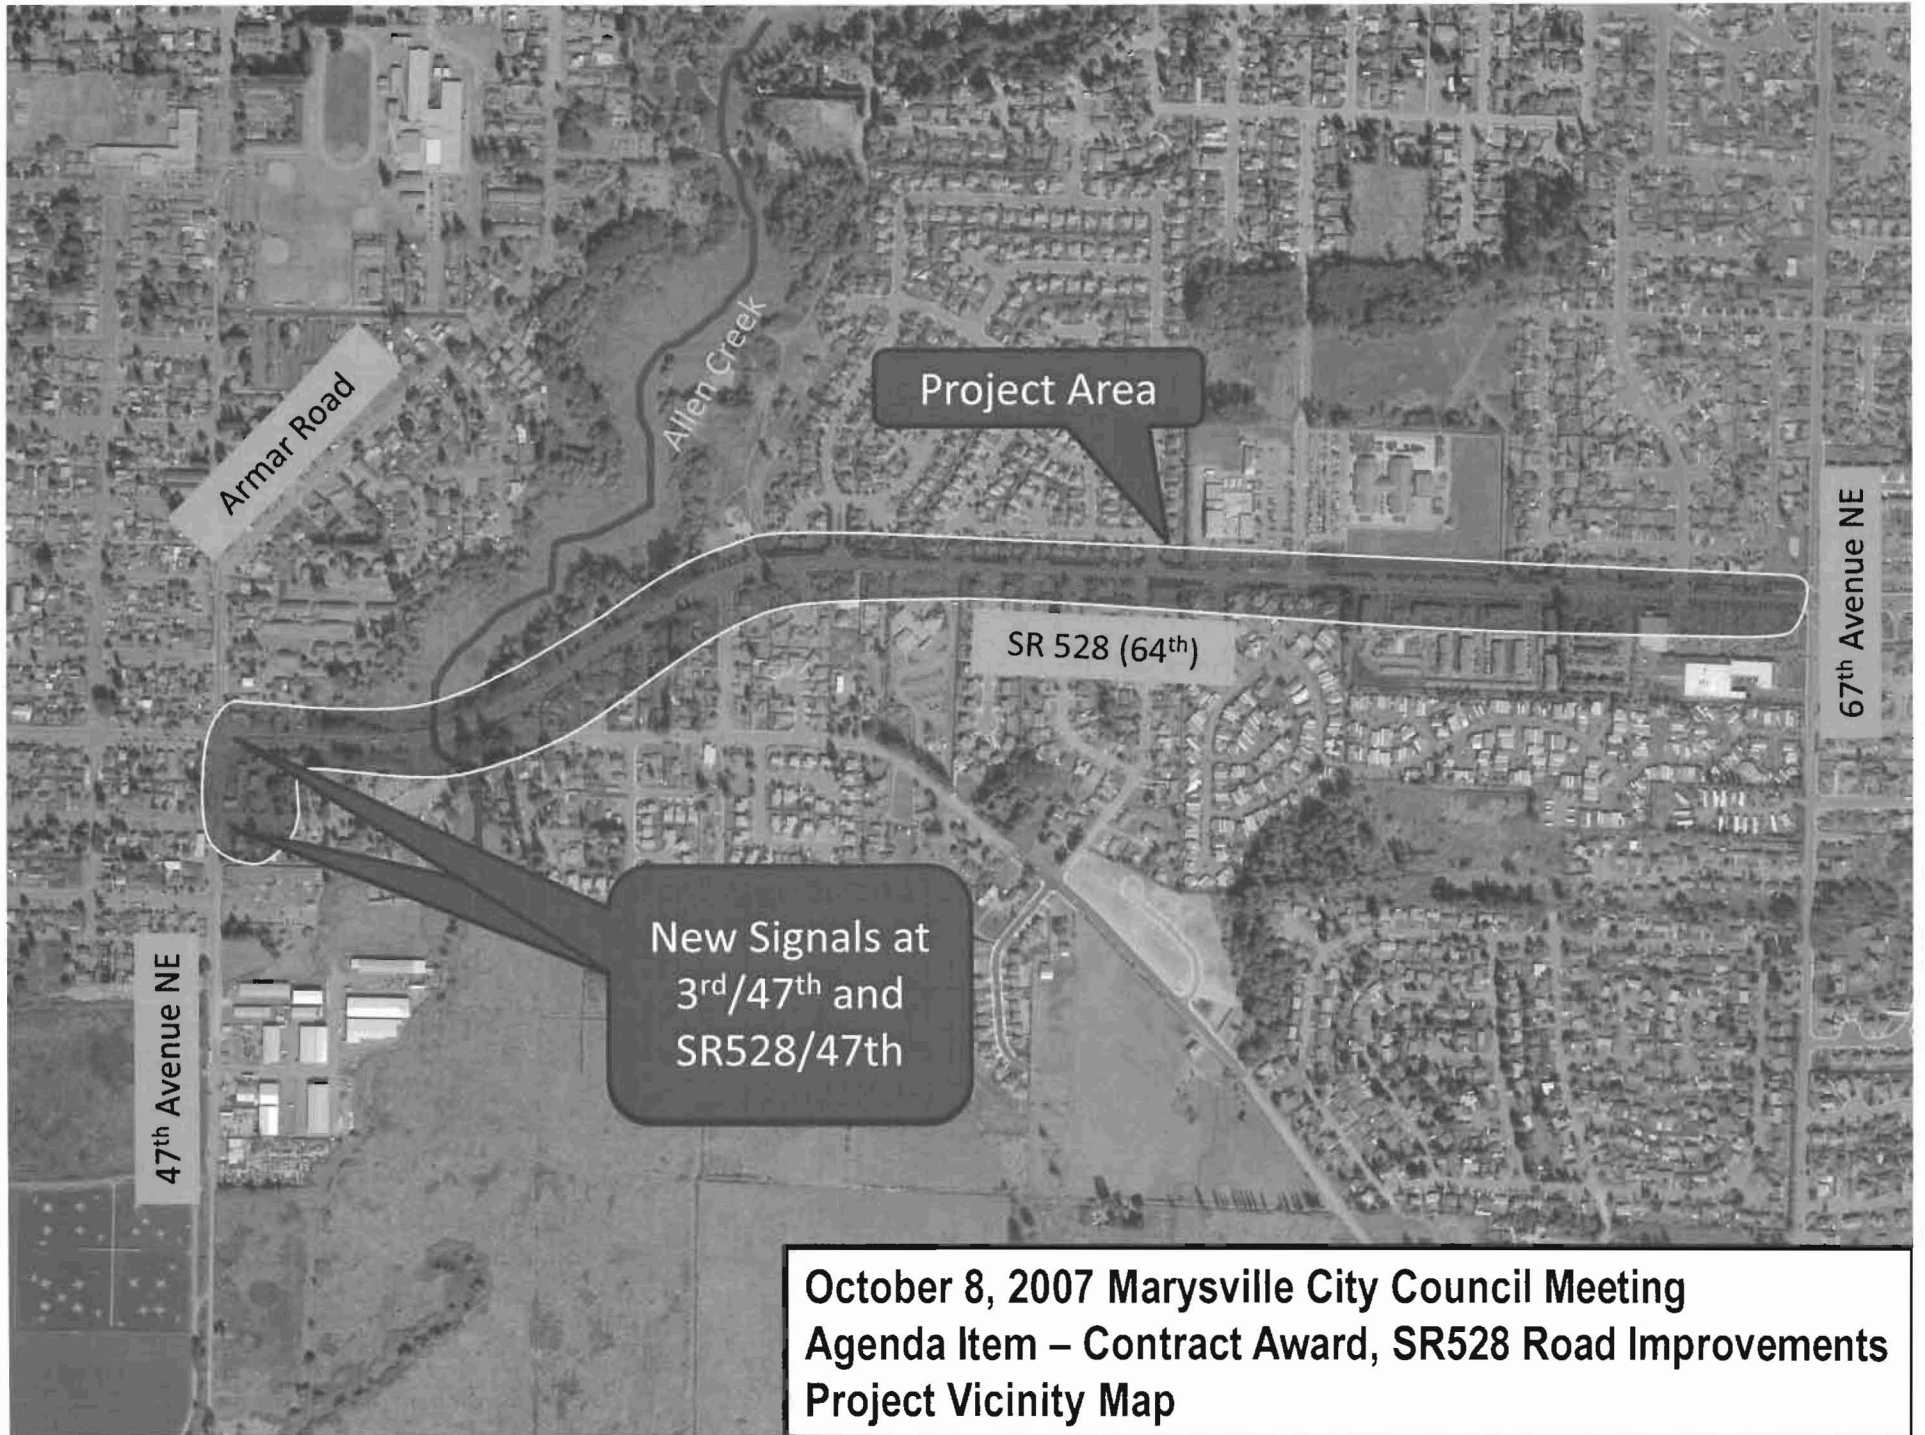 Armar Road
Allen Creek
Project Area
SR 528 (64th)
67th Avenue NE
New Signals at
3rd/47th and
SR528/47th
47th Avenue NE
October 8, 2007 Marysville City Council Meeting
Agenda Item – Contract Award, SR528 Road Improvements
Project Vicinity Map